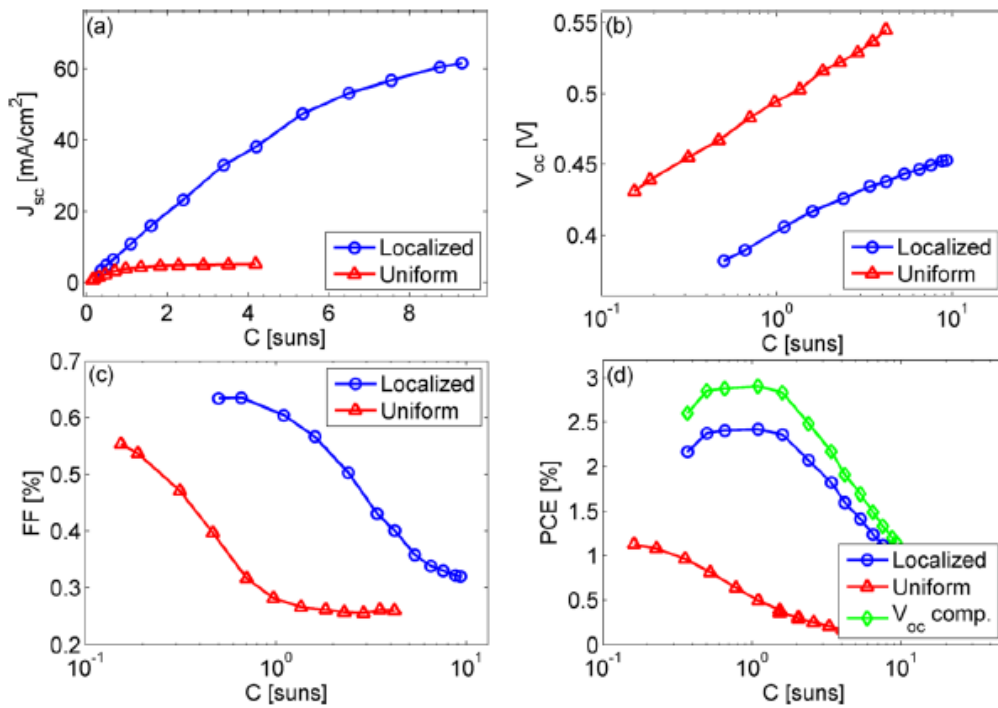 (a)
60
40
20
0
0 2 4 6 8
J_sc [mA/cm²]
C [suns]
Localized
Uniform
(b)
0.55
0.5
0.45
0.4
10⁻¹ 10⁰ 10¹
V_oc [V]
C [suns]
Localized
Uniform
(c)
0.7
0.6
0.5
0.4
0.3
0.2
10⁻¹ 10⁰ 10¹
FF [%]
C [suns]
Localized
Uniform
(d)
3
2.5
2
1.5
1
0.5
0
10⁻¹ 10⁰ 10¹
PCE [%]
C [suns]
Localized
Uniform
V_oc comp.